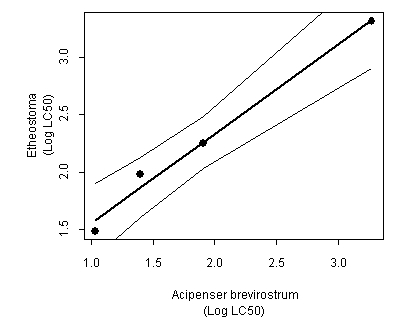 Etheostoma
(Log LC50)
3.0
2.5
2.0
1.5
1.0 1.5 2.0 2.5 3.0
Acipenser brevirostrum
(Log LC50)